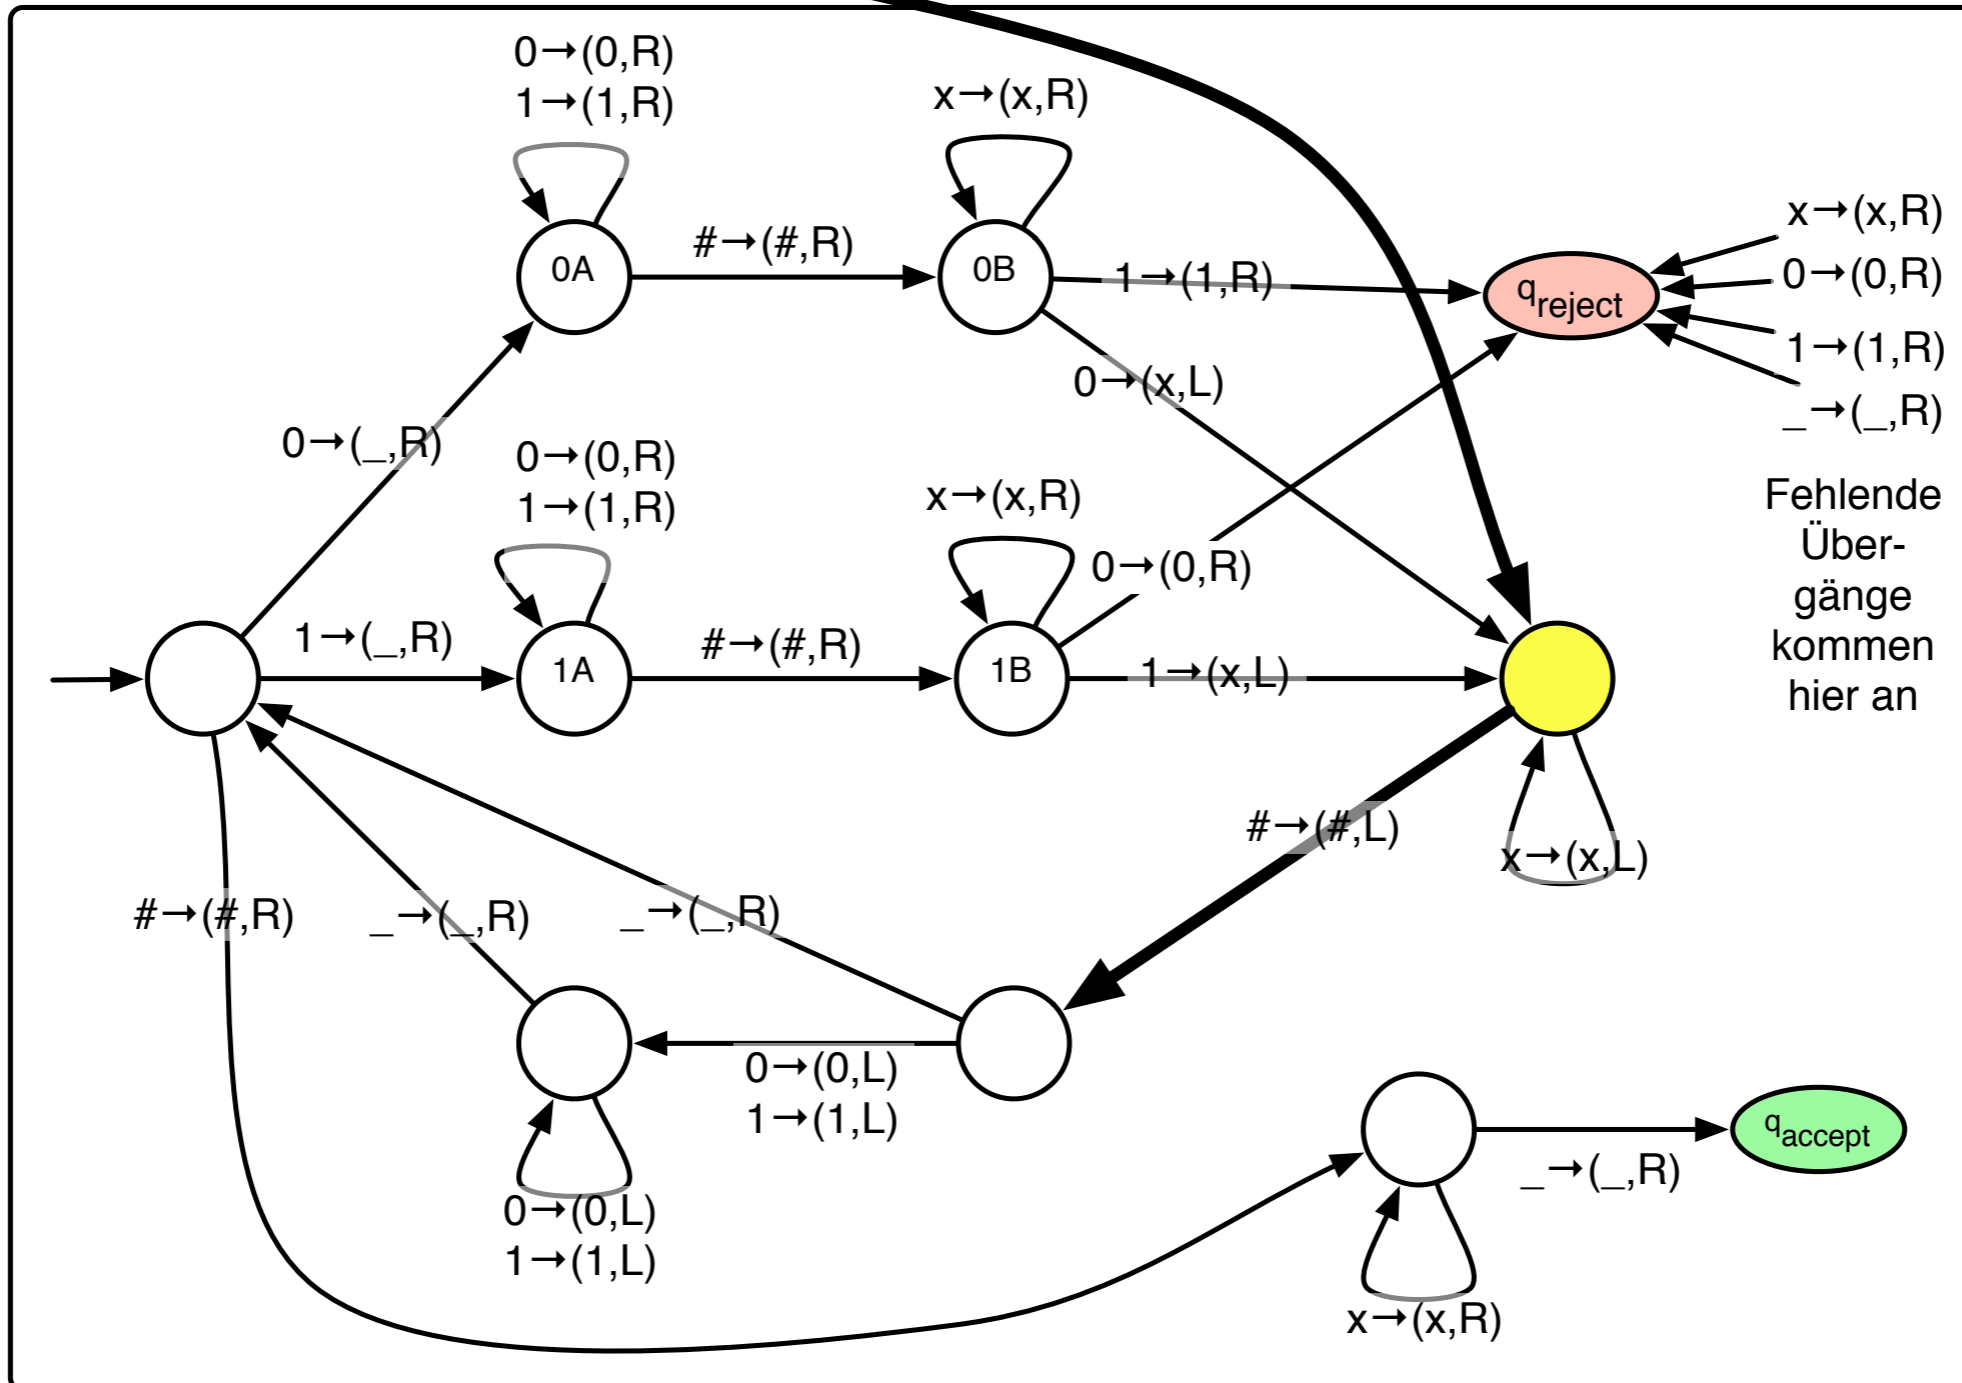 0→(0,R)
1→(1,R)
x→(x,R)
0A
#→(#,R)
0B
1→(1,R)
qreject
x→(x,R)
0→(0,R)
1→(1,R)
_→(_,R)
0→(x,L)
0→(_,R)
0→(0,R)
1→(1,R)
x→(x,R)
0→(0,R)
Fehlende
Über-
gänge
kommen
hier an
1→(_,R)
1A
#→(#,R)
1B
1→(x,L)
#→(#,L)
x→(x,L)
#→(#,R)
_→(_,R)
_→(_,R)
0→(0,L)
1→(1,L)
0→(0,L)
1→(1,L)
_→(_,R)
qaccept
x→(x,R)